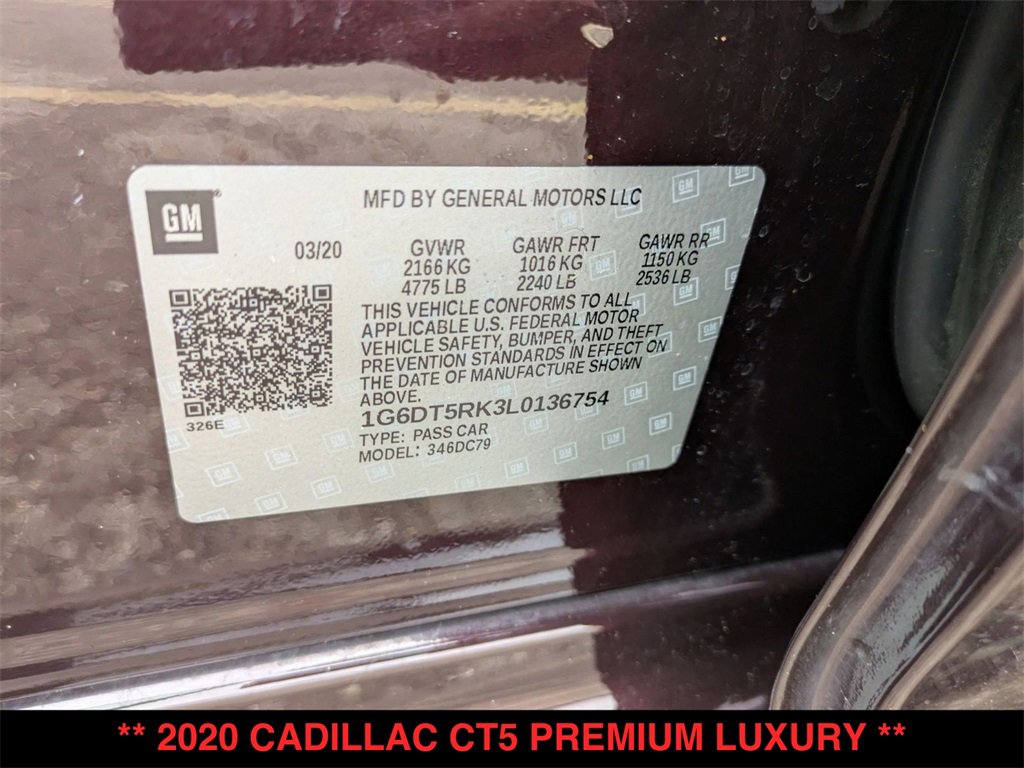 GM
MFD BY GENERAL MOTORS LLC
03/20 GVWR GAWR FRT GAWR RR
2166 KG 1016 KG 1150 KG
4775 LB 2240 LB 2536 LB
THIS VEHICLE CONFORMS TO ALL
APPLICABLE U.S. FEDERAL MOTOR
VEHICLE SAFETY, BUMPER, AND THEFT
PREVENTION STANDARDS IN EFFECT ON
THE DATE OF MANUFACTURE SHOWN
ABOVE.
326E
1G6DT5RK3L0136754
TYPE: PASS CAR
MODEL: 346DC79
** 2020 CADILLAC CT5 PREMIUM LUXURY **